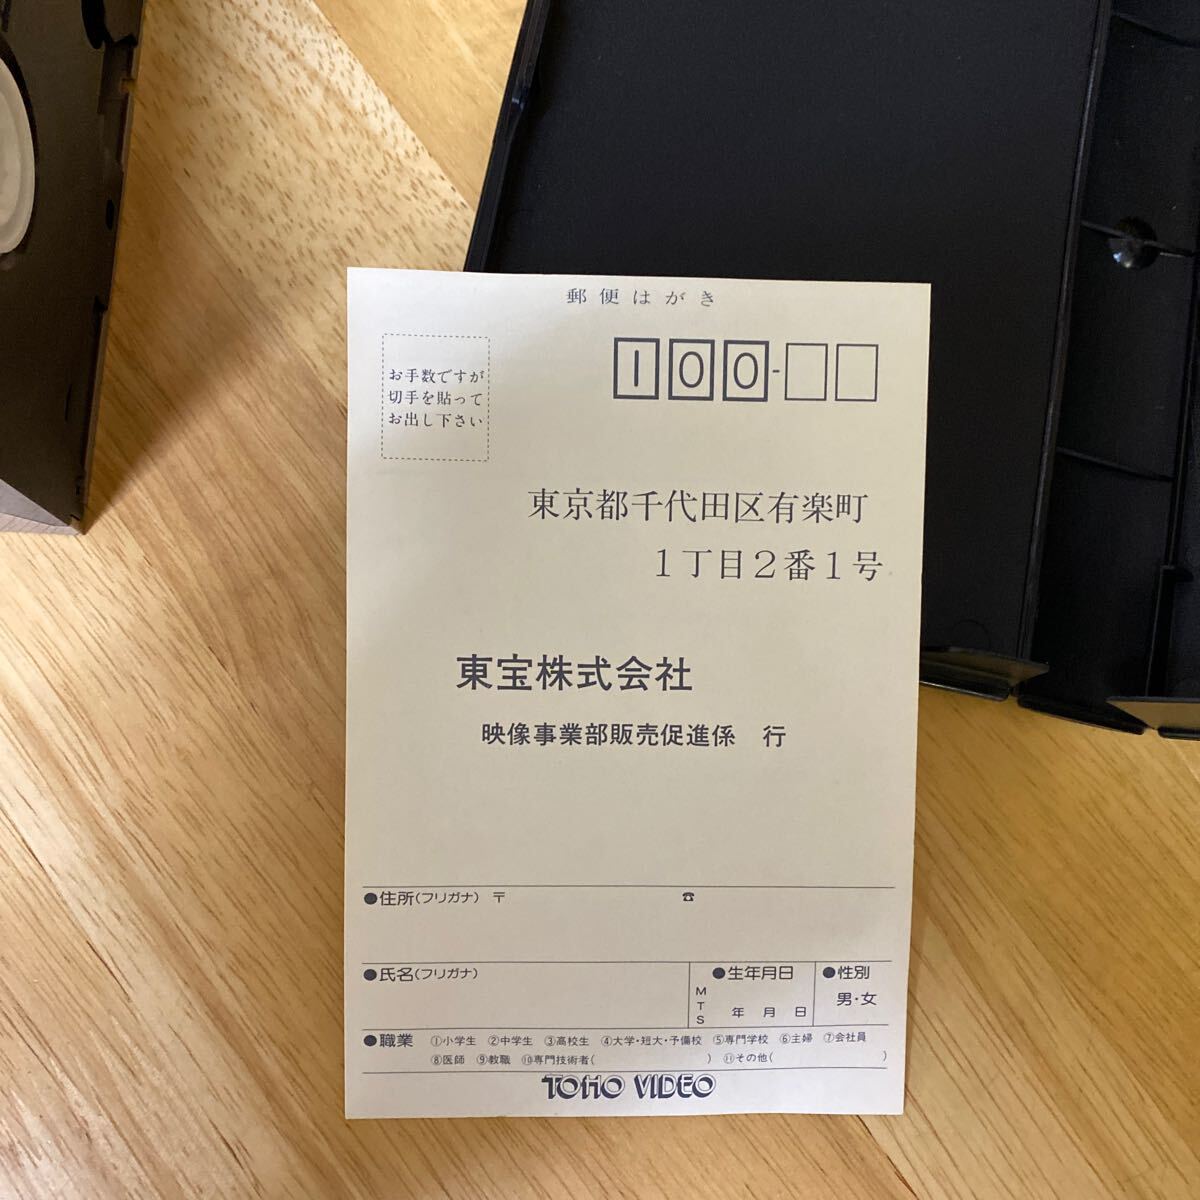 郵便はがき
お手数ですが
切手を貼って
お出し下さい
100-
東京都千代田区有楽町
1丁目2番1号
東宝株式会社
映像事業部販売促進係 行
●住所(フリガナ) 〒 ☎
●氏名(フリガナ)
●生年月日
M
T
S
年 月 日
●性別
男・女
●職業 ①小学生 ②中学生 ③高校生 ④大学・短大・予備校 ⑤専門学校 ⑥主婦 ⑦会社員
⑧医師 ⑨教職 ⑩専門技術者( ) ⑪その他( )
TOHO VIDEO